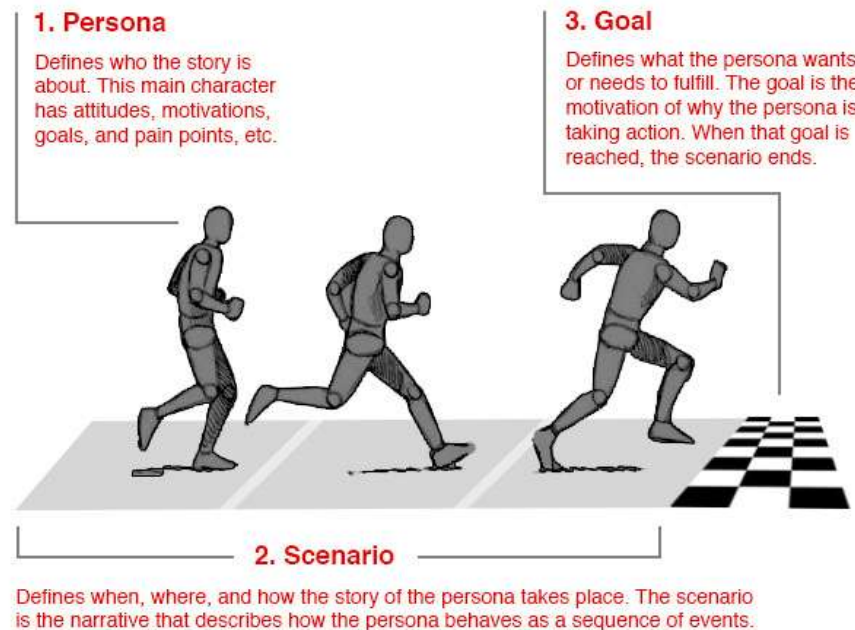 1. Persona
Defines who the story is
about. This main character
has attitudes, motivations,
goals, and pain points, etc.
3. Goal
Defines what the persona wants
or needs to fulfill. The goal is the
motivation of why the persona is
taking action. When that goal is
reached, the scenario ends.
2. Scenario
Defines when, where, and how the story of the persona takes place. The scenario
is the narrative that describes how the persona behaves as a sequence of events.